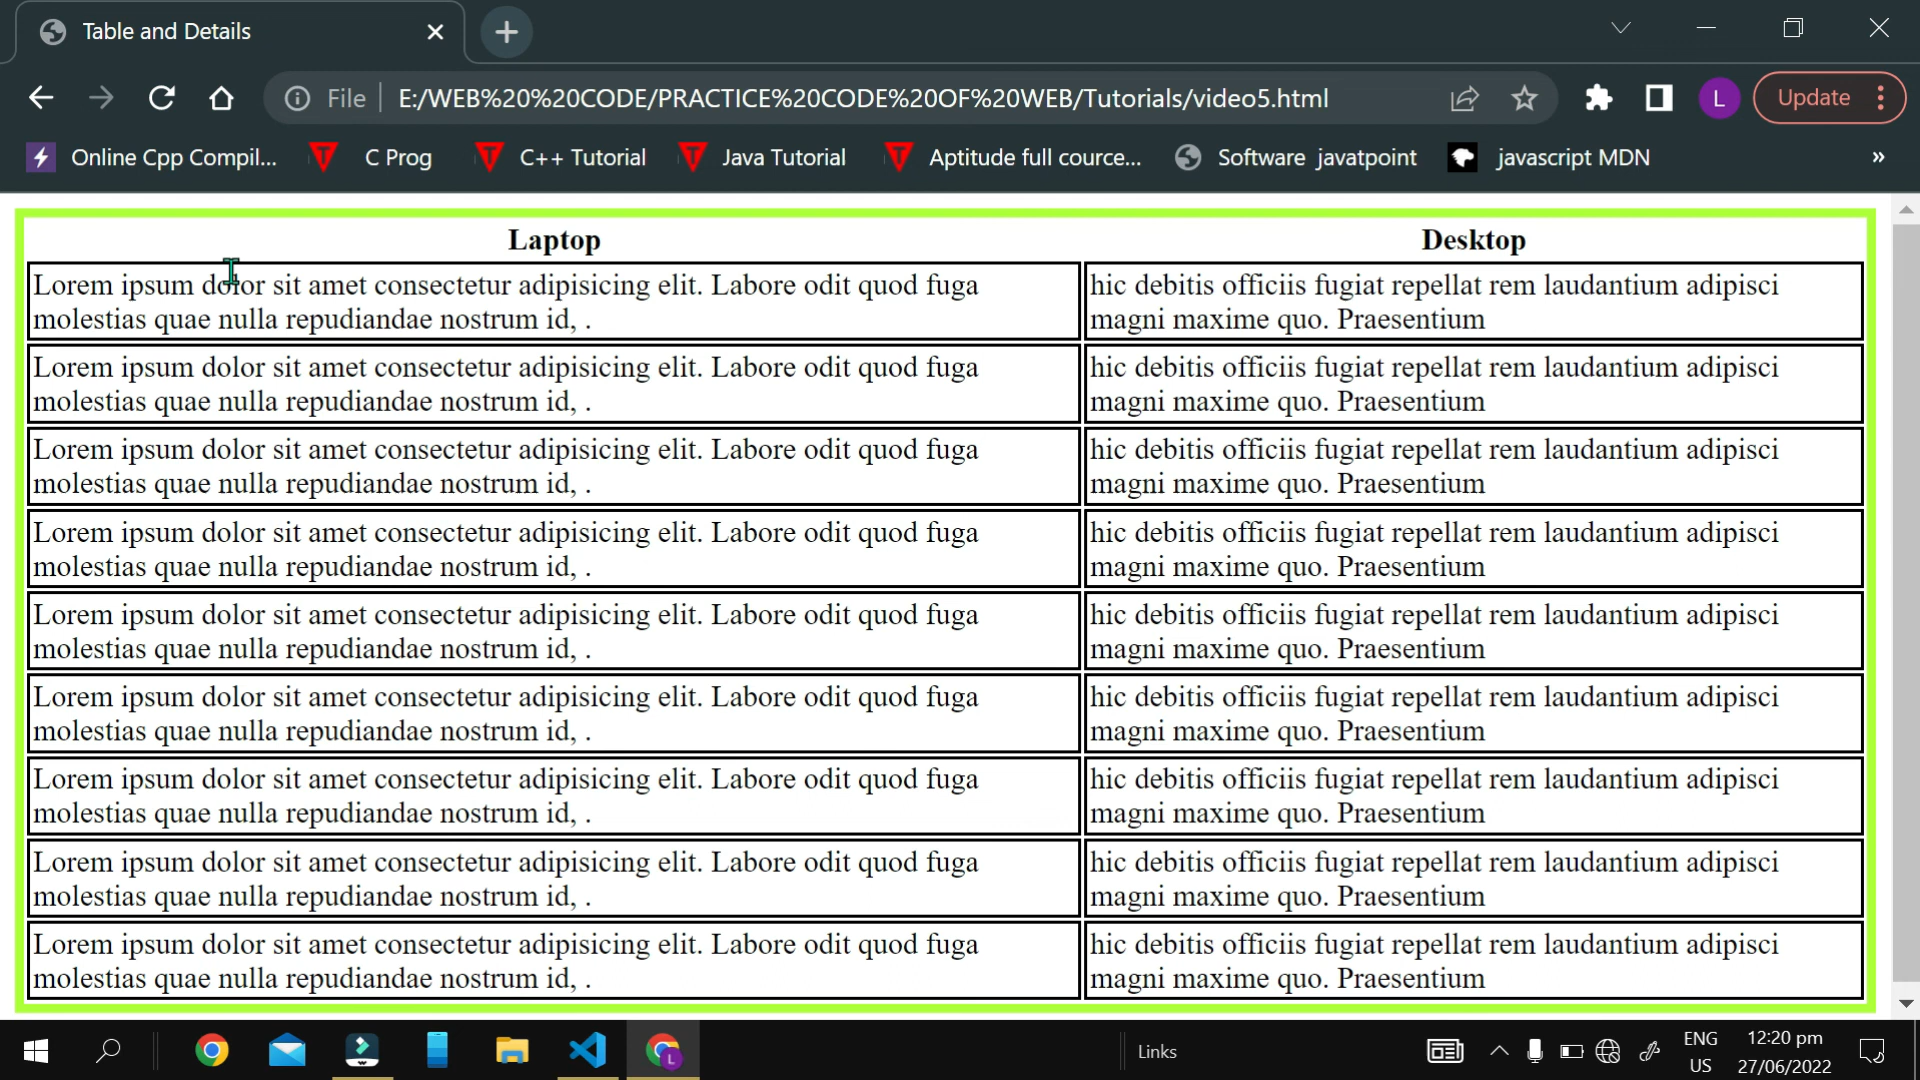 Table and Details
File E:/WEB%20%20CODE/PRACTICE%20CODE%20OF%20WEB/Tutorials/video5.html
L
Update
Online Cpp Compil...
C Prog
C++ Tutorial
Java Tutorial
Aptitude full cource...
Software javatpoint
javascript MDN
»
Laptop Desktop
Lorem ipsum dolor sit amet consectetur adipisicing elit. Labore odit quod fuga
molestias quae nulla repudiandae nostrum id, .
hic debitis officiis fugiat repellat rem laudantium adipisci
magni maxime quo. Praesentium
Lorem ipsum dolor sit amet consectetur adipisicing elit. Labore odit quod fuga
molestias quae nulla repudiandae nostrum id, .
hic debitis officiis fugiat repellat rem laudantium adipisci
magni maxime quo. Praesentium
Lorem ipsum dolor sit amet consectetur adipisicing elit. Labore odit quod fuga
molestias quae nulla repudiandae nostrum id, .
hic debitis officiis fugiat repellat rem laudantium adipisci
magni maxime quo. Praesentium
Lorem ipsum dolor sit amet consectetur adipisicing elit. Labore odit quod fuga
molestias quae nulla repudiandae nostrum id, .
hic debitis officiis fugiat repellat rem laudantium adipisci
magni maxime quo. Praesentium
Lorem ipsum dolor sit amet consectetur adipisicing elit. Labore odit quod fuga
molestias quae nulla repudiandae nostrum id, .
hic debitis officiis fugiat repellat rem laudantium adipisci
magni maxime quo. Praesentium
Lorem ipsum dolor sit amet consectetur adipisicing elit. Labore odit quod fuga
molestias quae nulla repudiandae nostrum id, .
hic debitis officiis fugiat repellat rem laudantium adipisci
magni maxime quo. Praesentium
Lorem ipsum dolor sit amet consectetur adipisicing elit. Labore odit quod fuga
molestias quae nulla repudiandae nostrum id, .
hic debitis officiis fugiat repellat rem laudantium adipisci
magni maxime quo. Praesentium
Lorem ipsum dolor sit amet consectetur adipisicing elit. Labore odit quod fuga
molestias quae nulla repudiandae nostrum id, .
hic debitis officiis fugiat repellat rem laudantium adipisci
magni maxime quo. Praesentium
Lorem ipsum dolor sit amet consectetur adipisicing elit. Labore odit quod fuga
molestias quae nulla repudiandae nostrum id, .
hic debitis officiis fugiat repellat rem laudantium adipisci
magni maxime quo. Praesentium
L
Links
ENG
US
12:20 pm
27/06/2022